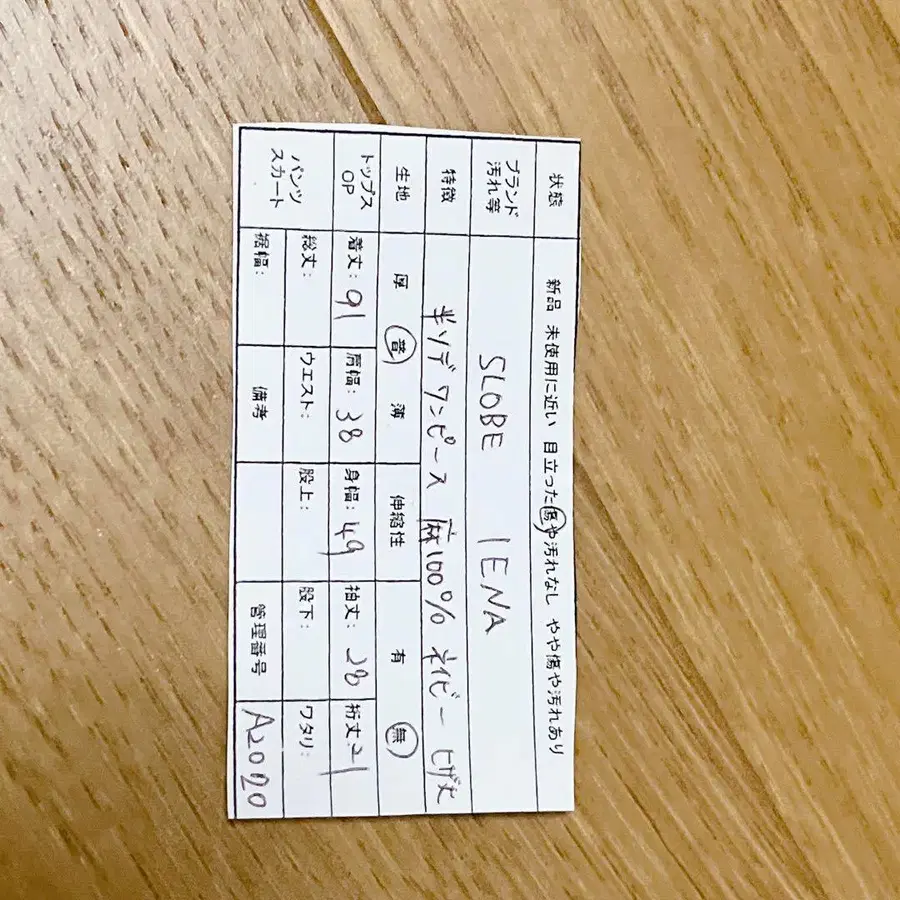 状態 新品 未使用に近い 目立った傷や汚れなし やや傷や汚れあり
ブランド 汚れ等 SLOBE IENA
特徴 半ソデワンピース 麻100% ネイビー ヒザ丈
生地 厚 普 薄 伸縮性 有 無
トップス OP 着丈:91 肩幅:38 身幅:49 袖丈:28 裄丈:21
パンツ スカート 総丈: ウエスト: 股上: 股下: ワタリ:
裾幅: 備考 管理番号 A2020